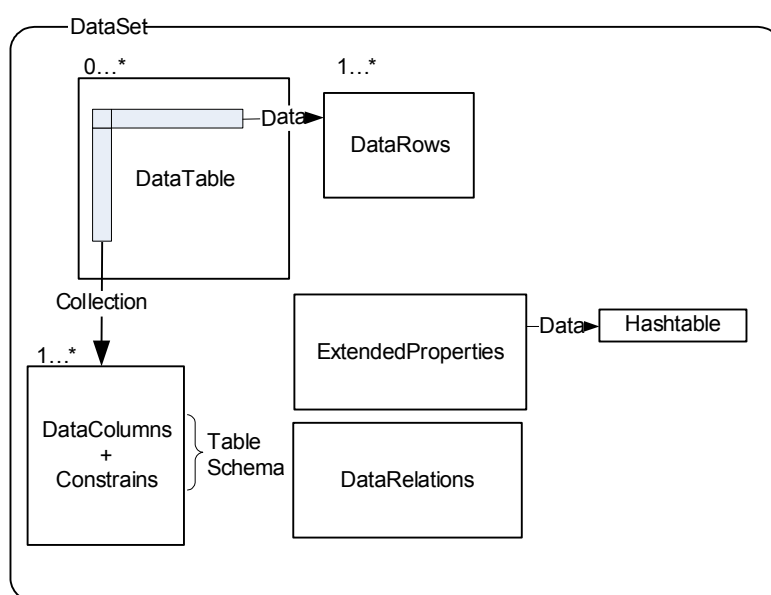 DataSet
0...*
1...*
Data
DataRows
DataTable
Collection
1...*
ExtendedProperties
Data
Hashtable
DataColumns
+
Constrains
Table
Schema
DataRelations